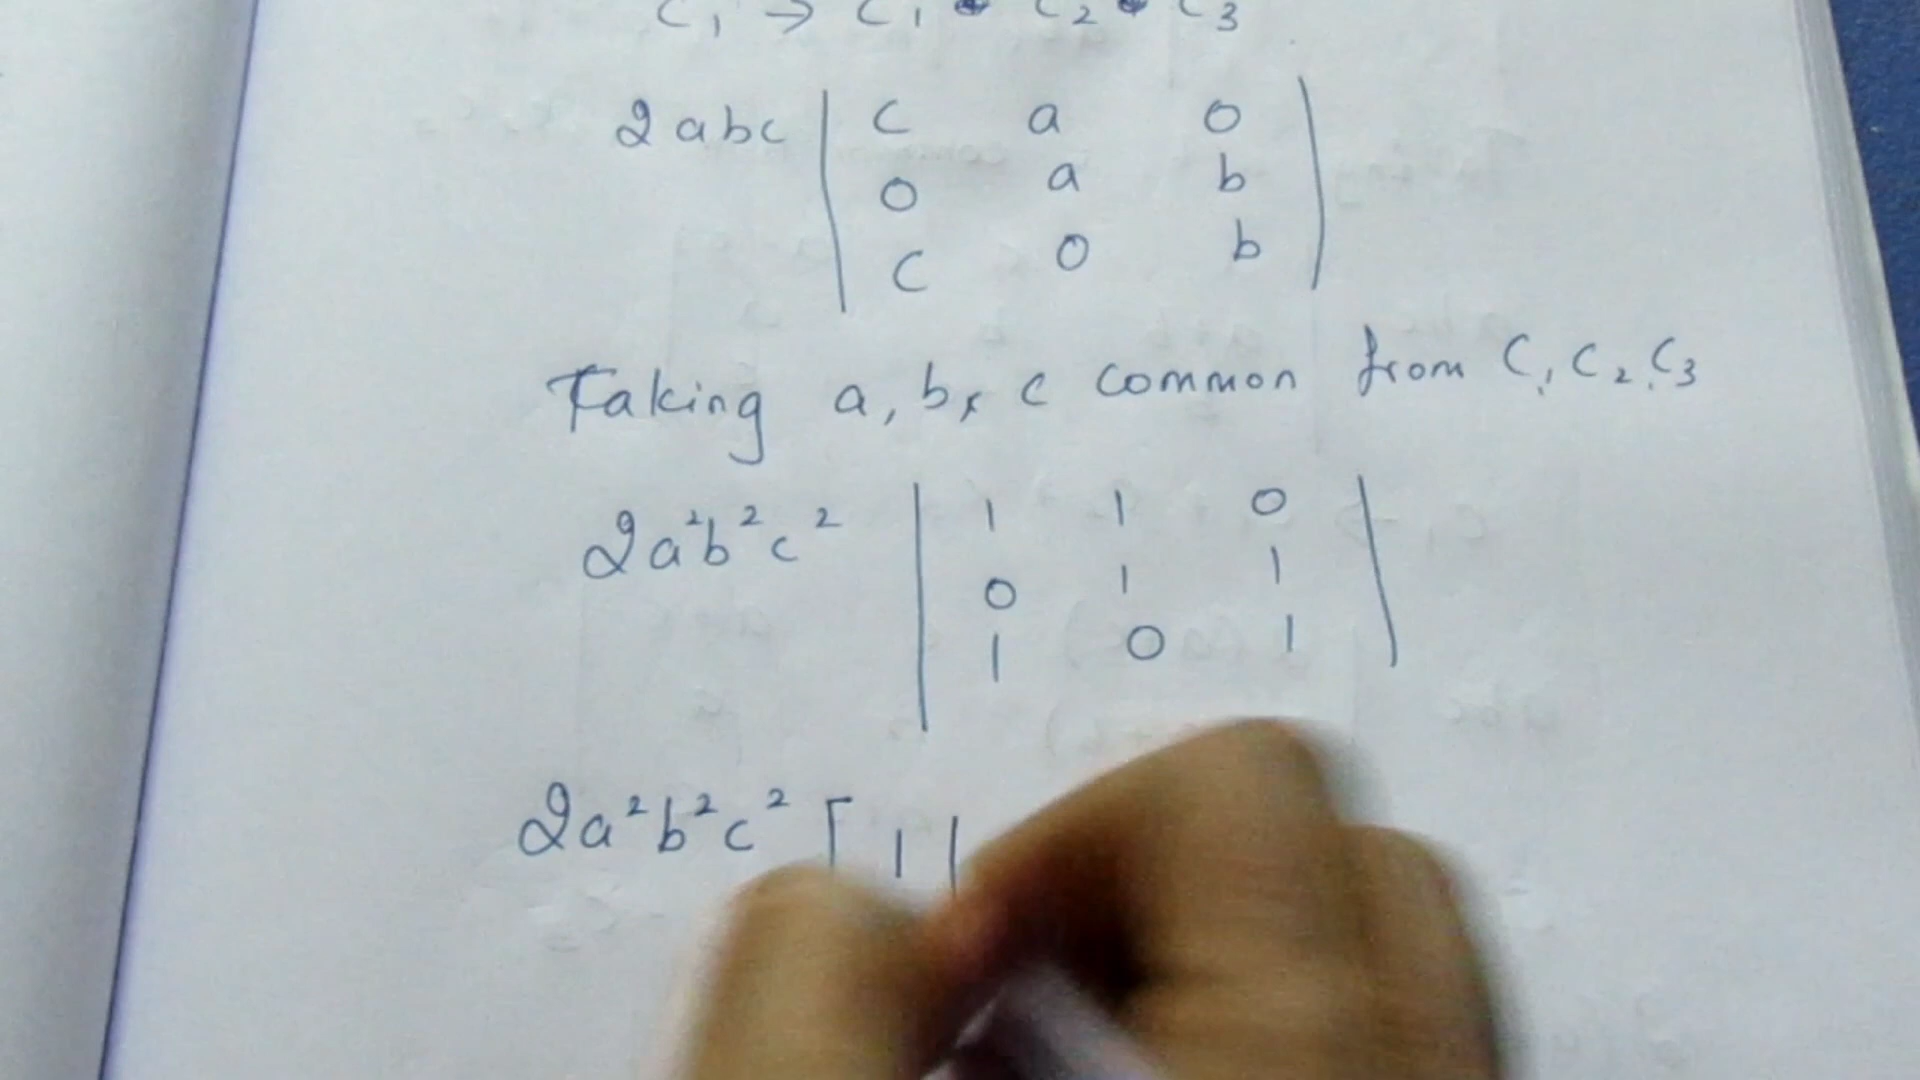 C₁ → C₁ • C₂ • C₃
2abc | c a 0 |
| 0 a b |
| c 0 b |
Taking a, b, c common from C₁ C₂ C₃
2a²b²c² | 1 1 0 |
| 0 1 1 |
| 1 0 1 |
2a²b²c² [ 1 |